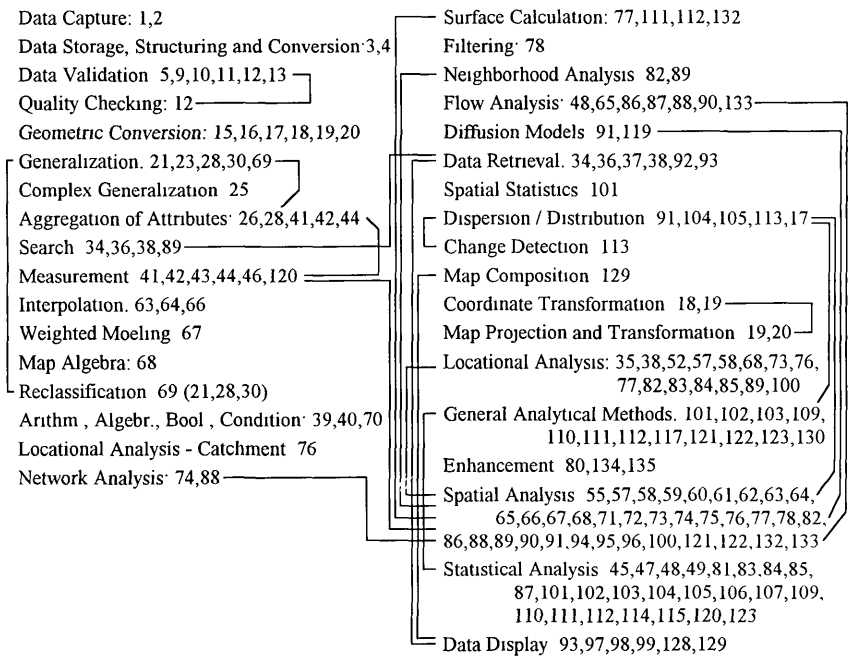 Data Capture: 1,2
Data Storage, Structuring and Conversion·3,4
Data Validation 5,9,10,11,12,13
Quality Checking: 12
Geometric Conversion: 15,16,17,18,19,20
Generalization. 21,23,28,30,69
Complex Generalization 25
Aggregation of Attributes· 26,28,41,42,44
Search 34,36,38,89
Measurement 41,42,43,44,46,120
Interpolation. 63,64,66
Weighted Moeling 67
Map Algebra: 68
Reclassification 69 (21,28,30)
Arithm , Algebr., Bool , Condition· 39,40,70
Locational Analysis - Catchment 76
Network Analysis· 74,88
Surface Calculation: 77,111,112,132
Filtering· 78
Neighborhood Analysis 82,89
Flow Analysis· 48,65,86,87,88,90,133
Diffusion Models 91,119
Data Retrieval. 34,36,37,38,92,93
Spatial Statistics 101
Dispersion / Distribution 91,104,105,113,17
Change Detection 113
Map Composition 129
Coordinate Transformation 18,19
Map Projection and Transformation 19,20
Locational Analysis: 35,38,52,57,58,68,73,76,
77,82,83,84,85,89,100
General Analytical Methods. 101,102,103,109,
110,111,112,117,121,122,123,130
Enhancement 80,134,135
Spatial Analysis 55,57,58,59,60,61,62,63,64,
65,66,67,68,71,72,73,74,75,76,77,78,82,
86,88,89,90,91,94,95,96,100,121,122,132,133
Statistical Analysis 45,47,48,49,81,83,84,85,
87,101,102,103,104,105,106,107,109,
110,111,112,114,115,120,123
Data Display 93,97,98,99,128,129